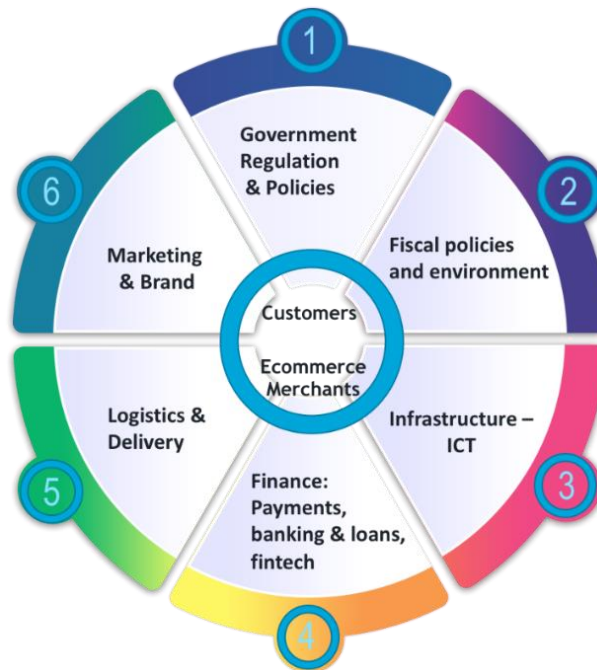 1
Government
Regulation
& Policies
2
Fiscal policies
and environment
3
Infrastructure –
ICT
4
Finance:
Payments,
banking & loans,
fintech
5
Logistics &
Delivery
6
Marketing
& Brand
Customers
Ecommerce
Merchants